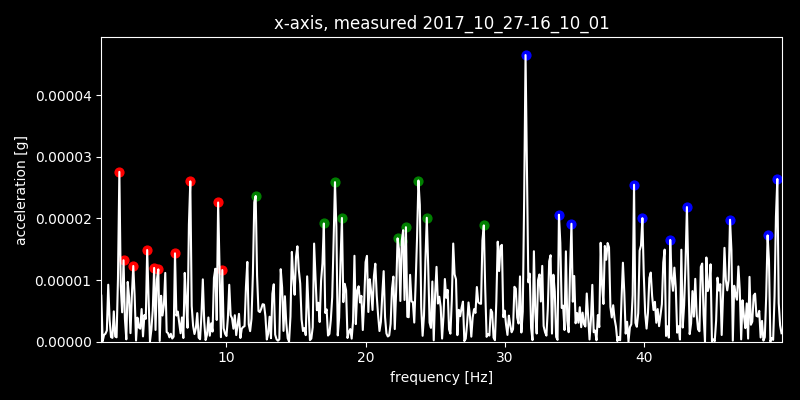 x-axis, measured 2017_10_27-16_10_01
acceleration [g]
0.00004
0.00003
0.00002
0.00001
0.00000
10 20 30 40
frequency [Hz]